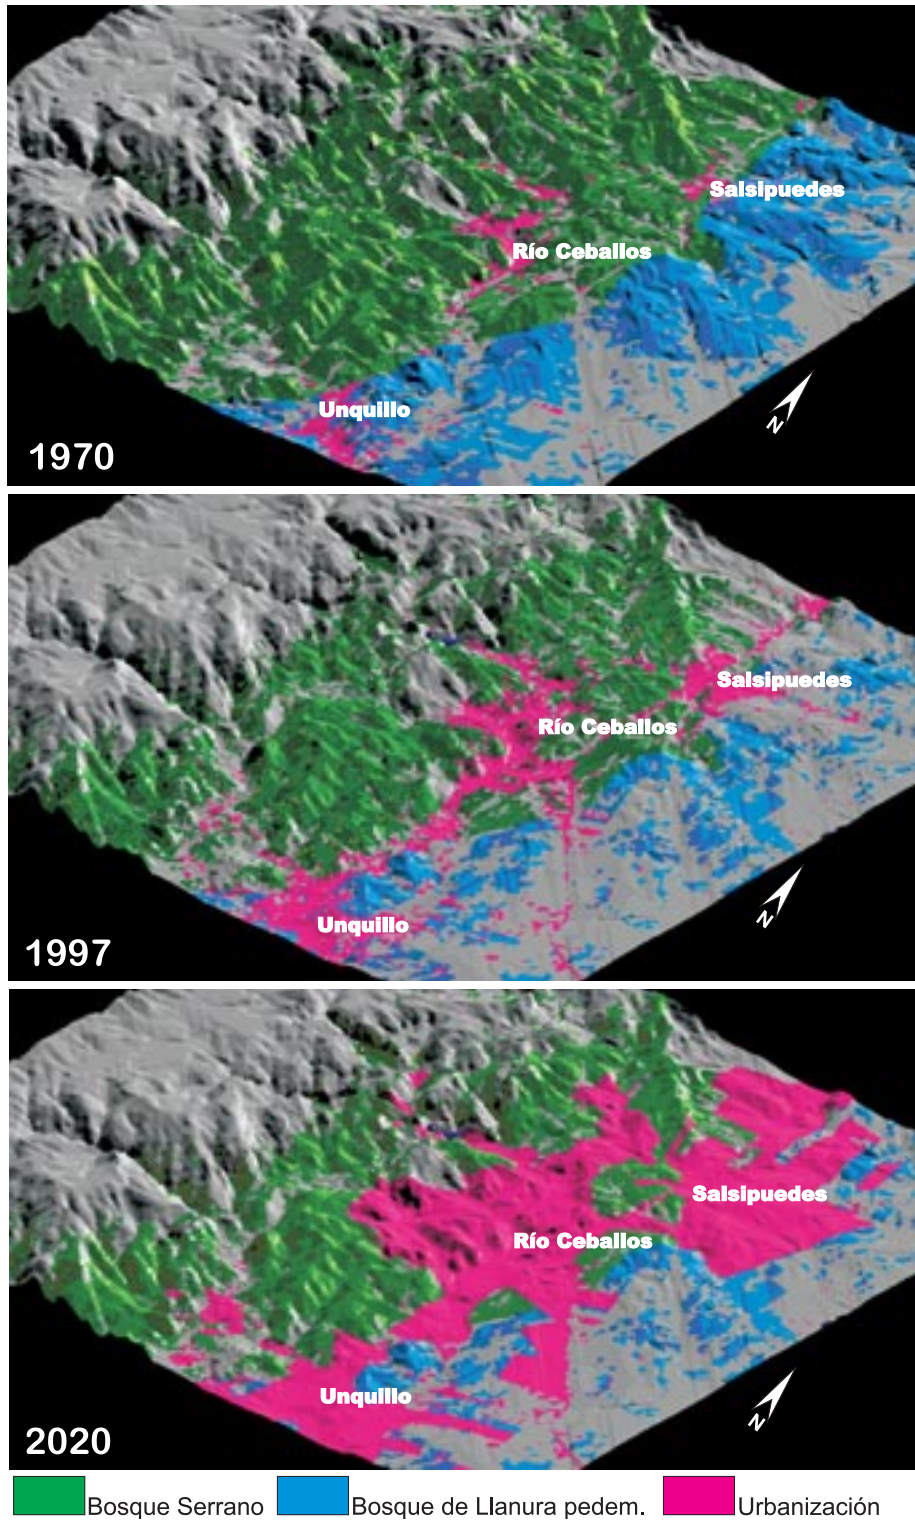 Salsipuedes
Río Ceballos
Unquillo
N
1970
Salsipuedes
Río Ceballos
Unquillo
N
1997
Salsipuedes
Río Ceballos
Unquillo
N
2020
Bosque Serrano Bosque de Llanura pedem. Urbanización